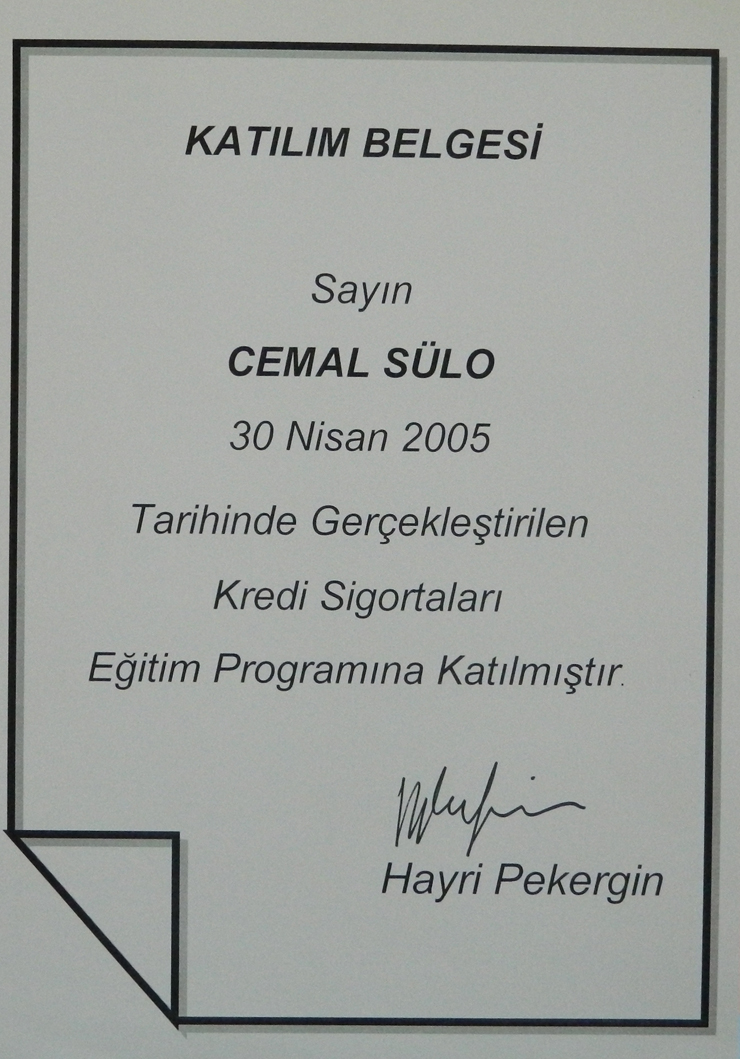 KATILIM BELGESİ
Sayın
CEMAL SÜLO
30 Nisan 2005
Tarihinde Gerçekleştirilen
Kredi Sigortaları
Eğitim Programına Katılmıştır.
Hayri Pekergin